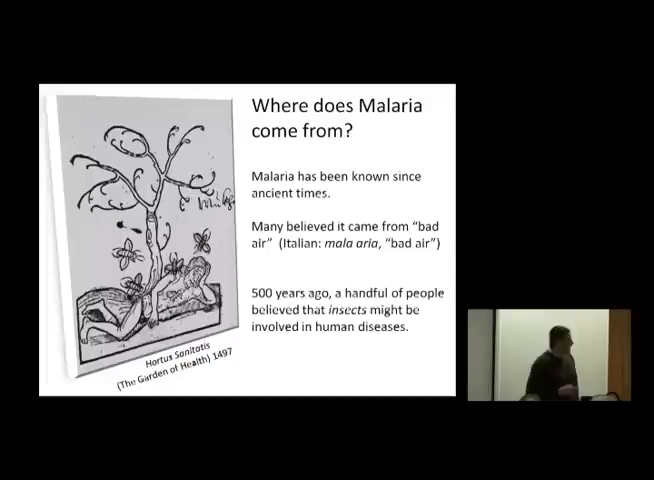 Where does Malaria
come from?
Malaria has been known since
ancient times.
Many believed it came from “bad
air” (Italian: mala aria, “bad air”)
500 years ago, a handful of people
believed that insects might be
involved in human diseases.
Hortus Sanitatis
(The Garden of Health) 1497